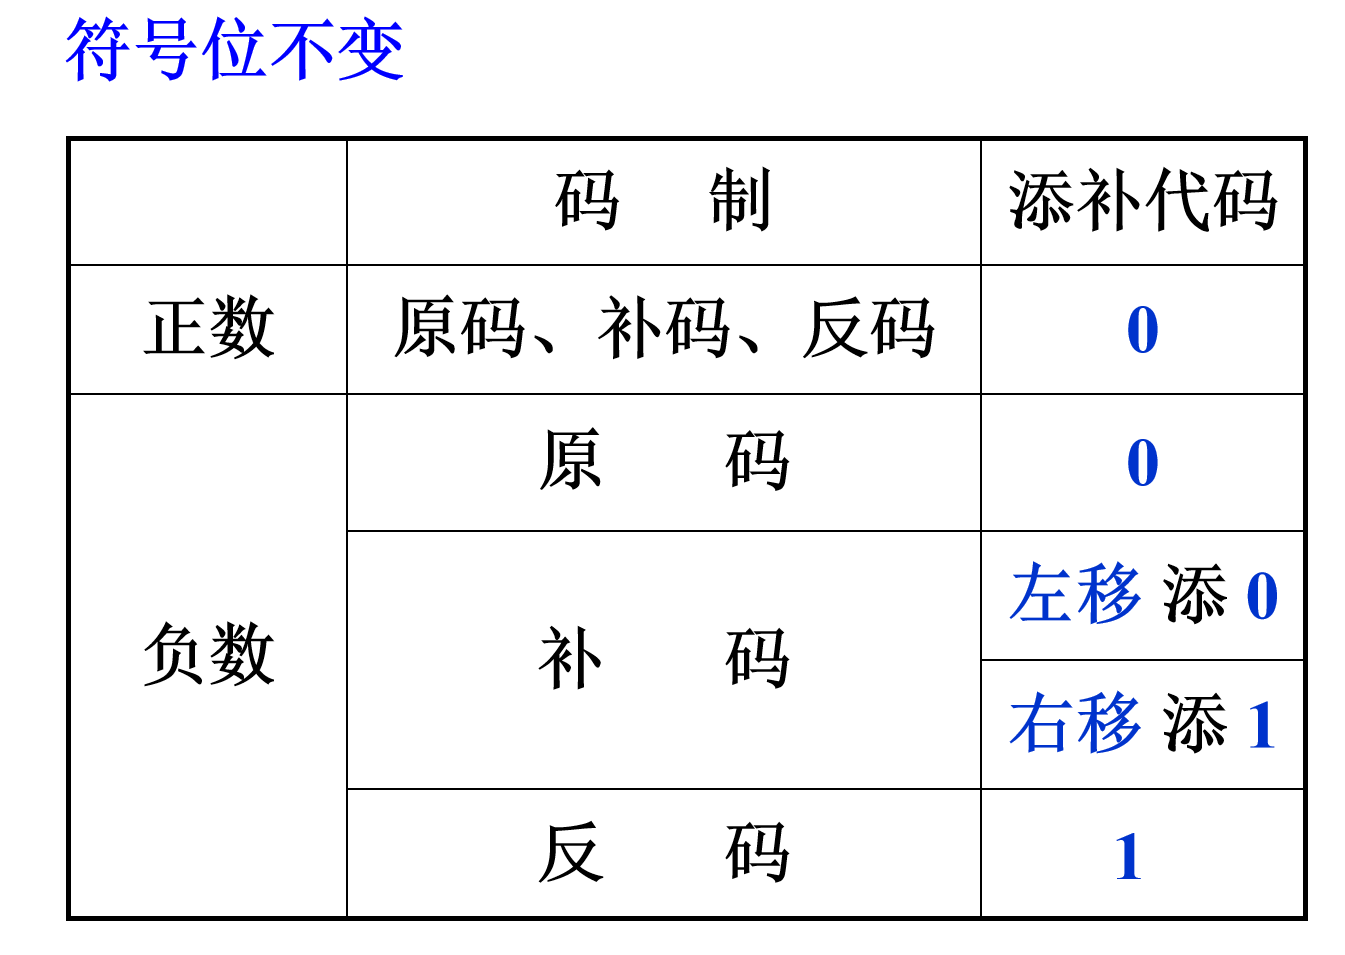 符号位不变
码 制 添补代码
正数 原码、补码、反码 0
原 码 0
左移 添 0
负数 补 码
右移 添 1
反 码 1